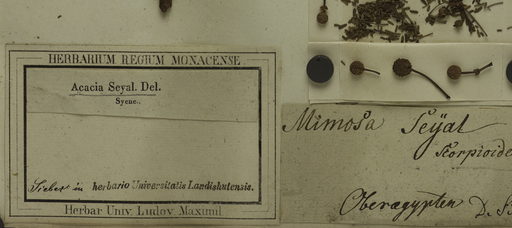 HERBARIUM REGIUM MONACENSE
Acacia Seyal. Del.
Syene.
Sieber in herbario Universitatis Landishutensis.
Herbar Univ. Ludov. Maximil
Mimosa Seÿal
Scorpioide
Oberægypten D. S